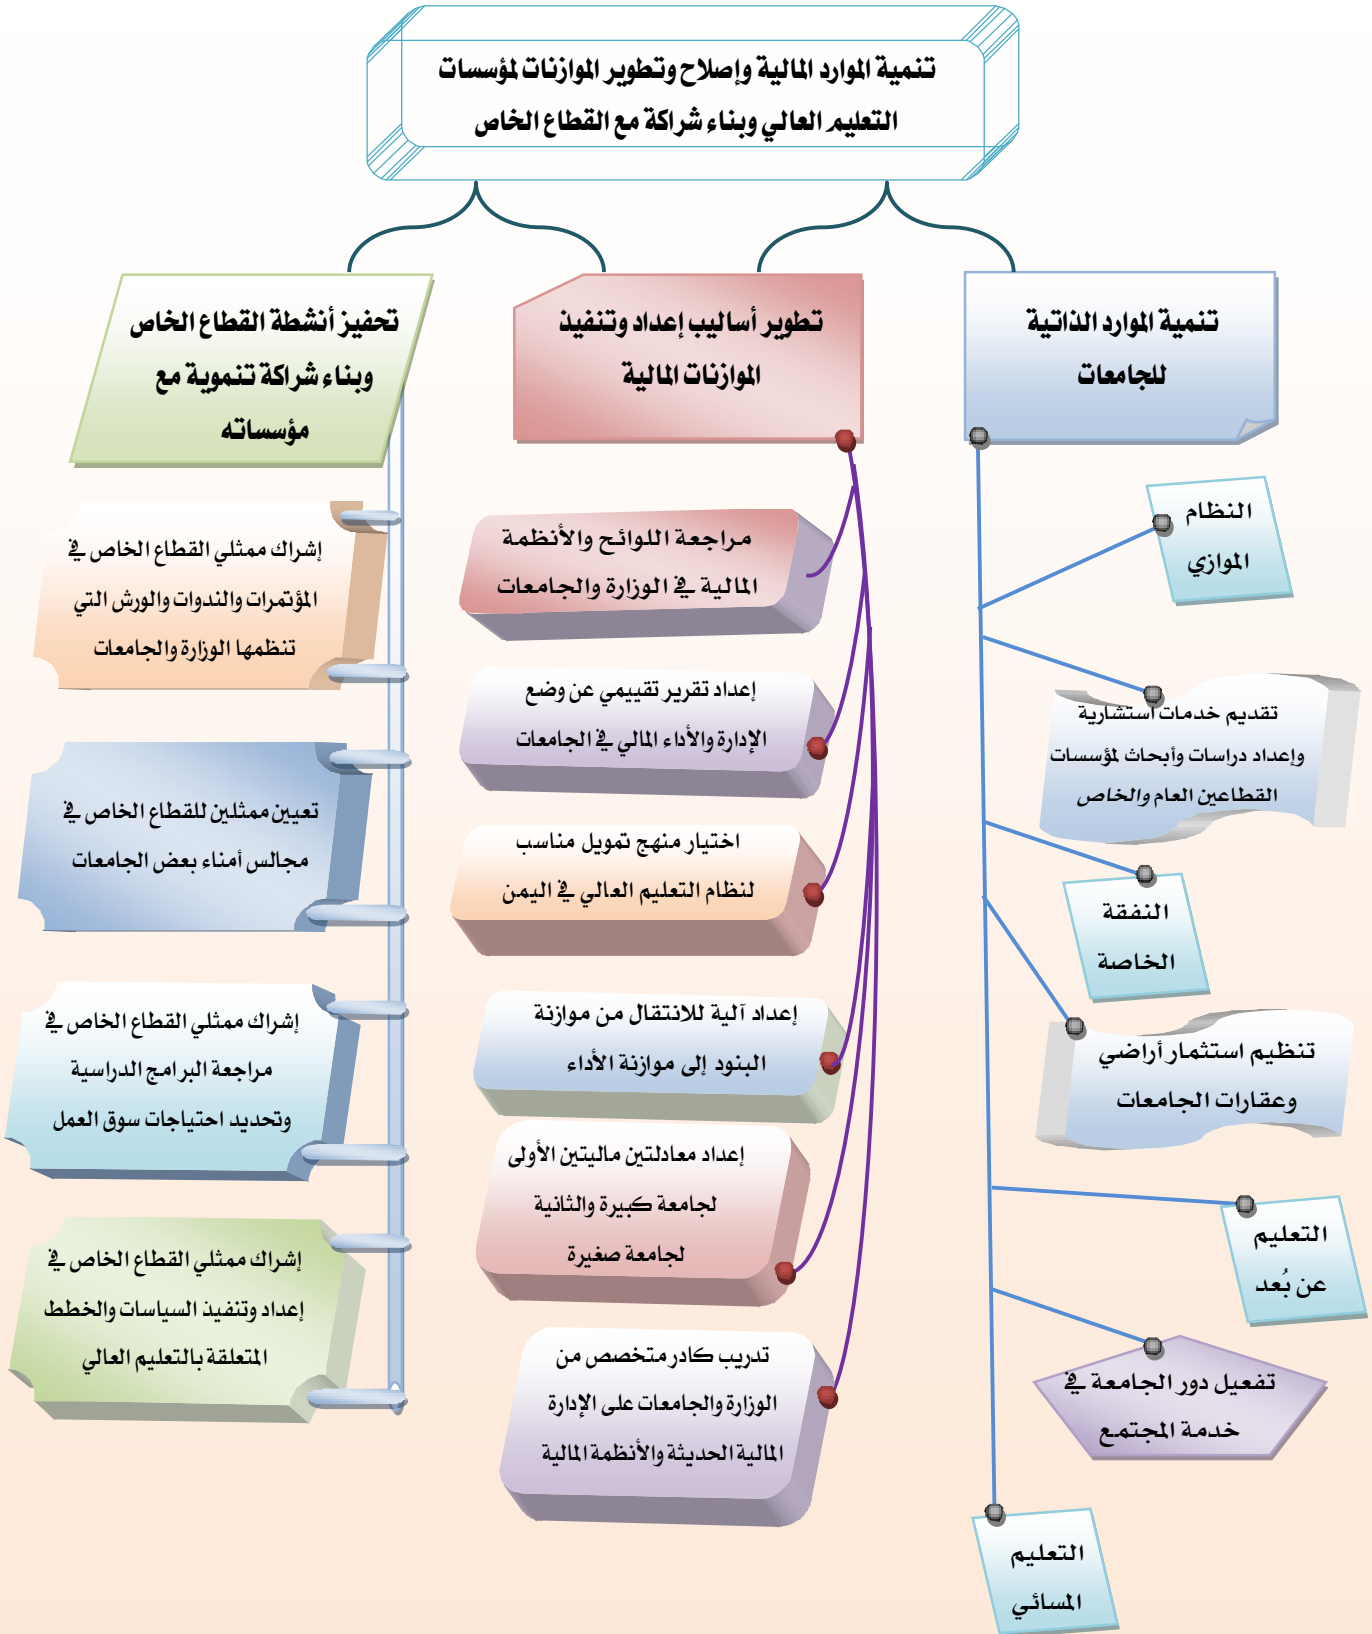 تنمية الموارد المالية وإصلاح وتطوير الموازنات لمؤسسات
التعليم العالي وبناء شراكة مع القطاع الخاص
تنمية الموارد الذاتية
للجامعات
النظام
الموازي
تقديم خدمات استشارية
وإعداد دراسات وأبحاث لمؤسسات
القطاعين العام والخاص
النفقة
الخاصة
تنظيم استثمار أراضي
وعقارات الجامعات
التعليم
عن بُعد
تفعيل دور الجامعة في
خدمة المجتمع
التعليم
المسائي
تطوير أساليب إعداد وتنفيذ
الموازنات المالية
مراجعة اللوائح والأنظمة
المالية في الوزارة والجامعات
إعداد تقرير تقييمي عن وضع
الإدارة والأداء المالي في الجامعات
اختيار منهج تمويل مناسب
لنظام التعليم العالي في اليمن
إعداد آلية للانتقال من موازنة
البنود إلى موازنة الأداء
إعداد معادلتين ماليتين الأولى
لجامعة كبيرة والثانية
لجامعة صغيرة
تدريب كادر متخصص من
الوزارة والجامعات على الإدارة
المالية الحديثة والأنظمة المالية
تحفيز أنشطة القطاع الخاص
وبناء شراكة تنموية مع
مؤسساته
إشراك ممثلي القطاع الخاص في
المؤتمرات والندوات والورش التي
تنظمها الوزارة والجامعات
تعيين ممثلين للقطاع الخاص في
مجالس أمناء بعض الجامعات
إشراك ممثلي القطاع الخاص في
مراجعة البرامج الدراسية
وتحديد احتياجات سوق العمل
إشراك ممثلي القطاع الخاص في
إعداد وتنفيذ السياسات والخطط
المتعلقة بالتعليم العالي